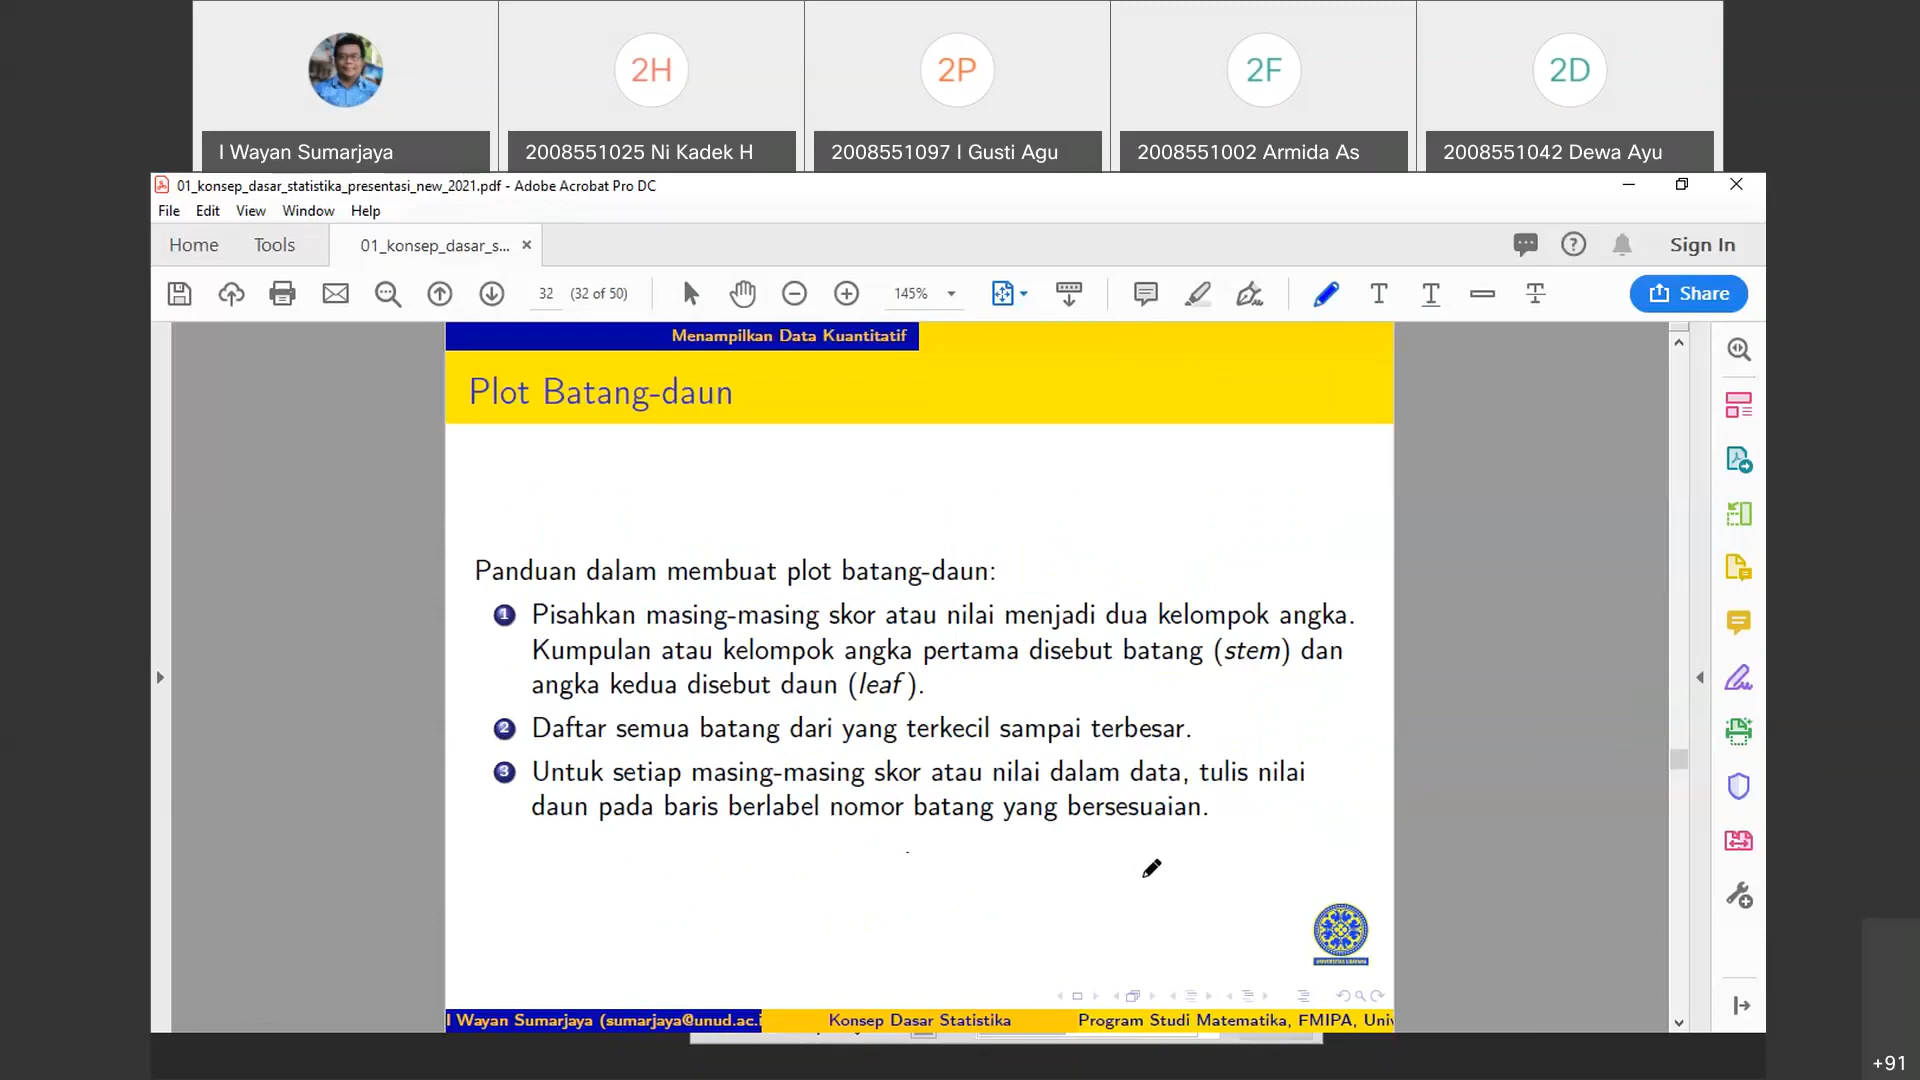 2H
2P
2F
2D
I Wayan Sumarjaya
2008551025 Ni Kadek H
2008551097 I Gusti Agu
2008551002 Armida As
2008551042 Dewa Ayu
01_konsep_dasar_statistika_presentasi_new_2021.pdf - Adobe Acrobat Pro DC
File Edit View Window Help
Home Tools 01_konsep_dasar_s... Sign In
32 (32 of 50) 145% Share
Menampilkan Data Kuantitatif
Plot Batang-daun
Panduan dalam membuat plot batang-daun:
1 Pisahkan masing-masing skor atau nilai menjadi dua kelompok angka.
Kumpulan atau kelompok angka pertama disebut batang (stem) dan
angka kedua disebut daun (leaf).
2 Daftar semua batang dari yang terkecil sampai terbesar.
3 Untuk setiap masing-masing skor atau nilai dalam data, tulis nilai
daun pada baris berlabel nomor batang yang bersesuaian.
UNIVERSITAS UDAYANA
I Wayan Sumarjaya (sumarjaya@unud.ac.i Konsep Dasar Statistika Program Studi Matematika, FMIPA, Univ
+91